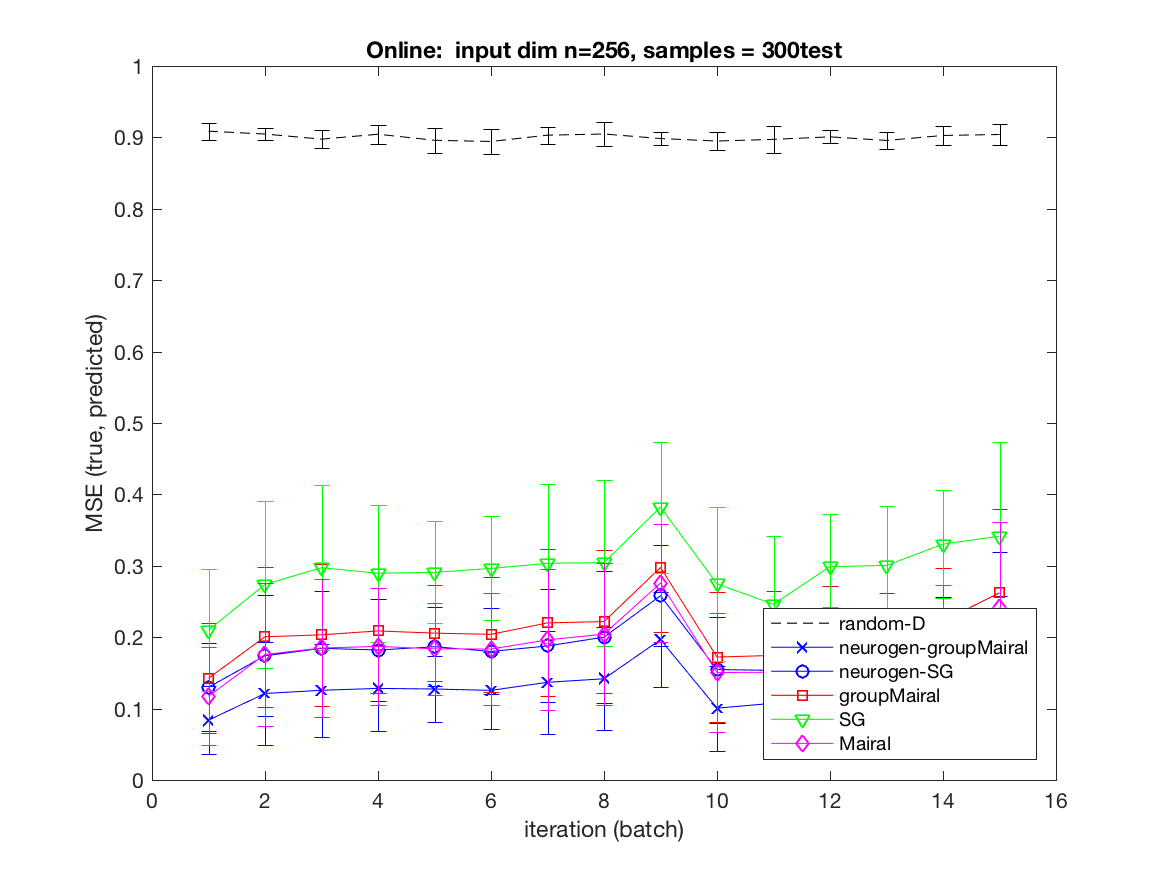 Online:  input dim n=256, samples = 300test
1
0.9
0.8
0.7
0.6
0.5
0.4
0.3
0.2
0.1
0
MSE (true, predicted)
random-D
neurogen-groupMairal
neurogen-SG
groupMairal
SG
Mairal
0 2 4 6 8 10 12 14 16
iteration (batch)